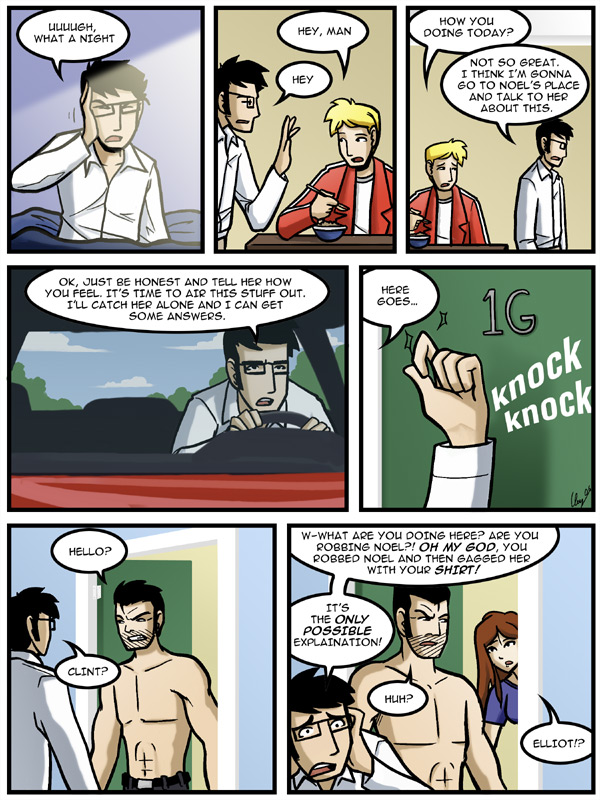 UUUUGH,
WHAT A NIGHT
HEY, MAN
HEY
HOW YOU
DOING TODAY?
NOT SO GREAT.
I THINK I'M GONNA
GO TO NOEL'S PLACE
AND TALK TO HER
ABOUT THIS.
OK, JUST BE HONEST AND TELL HER HOW
YOU FEEL. IT'S TIME TO AIR THIS STUFF OUT.
I'LL CATCH HER ALONE AND I CAN GET
SOME ANSWERS.
HERE
GOES...
1G
KNOCK
KNOCK
HELLO?
CLINT?
W-WHAT ARE YOU DOING HERE? ARE YOU
ROBBING NOEL?! OH MY GOD, YOU
ROBBED NOEL AND THEN GAGGED HER
WITH YOUR SHIRT!
IT'S
THE ONLY
POSSIBLE
EXPLAINATION!
HUH?
ELLIOT!?